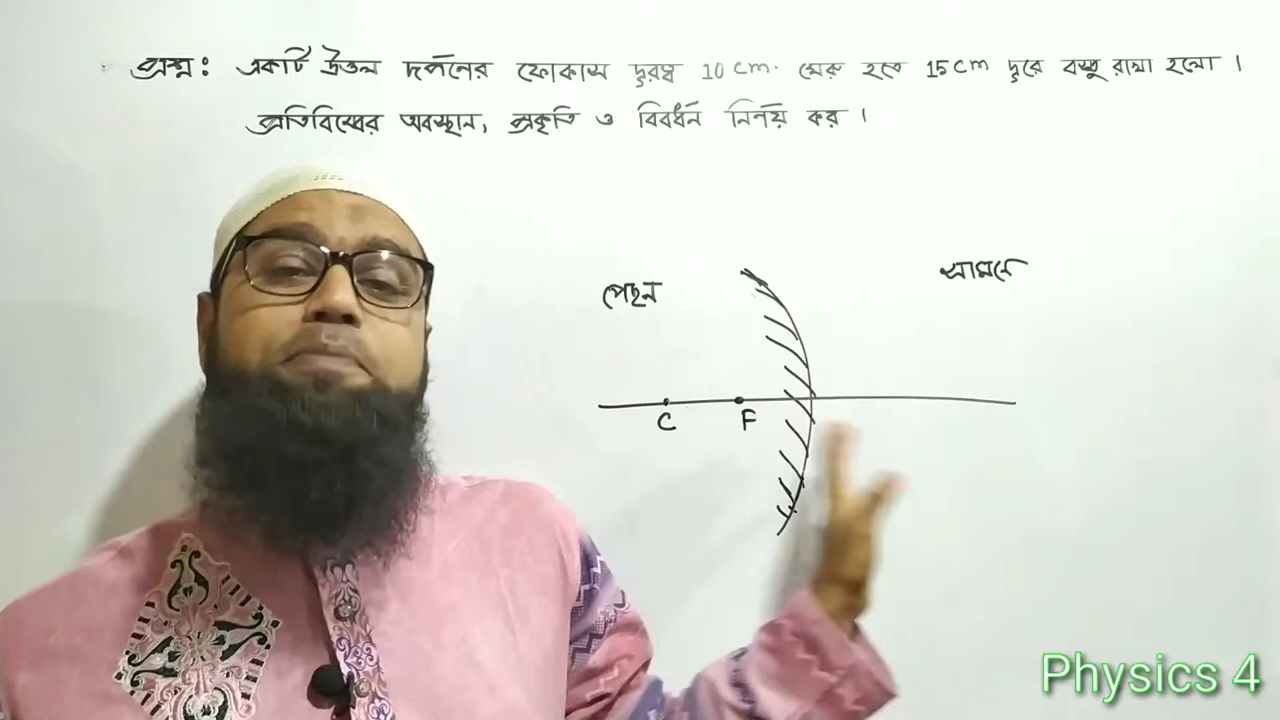 প্রশ্ন: একটি উত্তল দর্পনের ফোকাস দূরত্ব 10 cm. মেরু হতে 15 cm দূরে বস্তু রাখা হলো।
প্রতিবিম্বের অবস্থান, প্রকৃতি ও বিবর্ধন নির্ণয় কর।
পেছন
সামনে
C
F
Physics 4